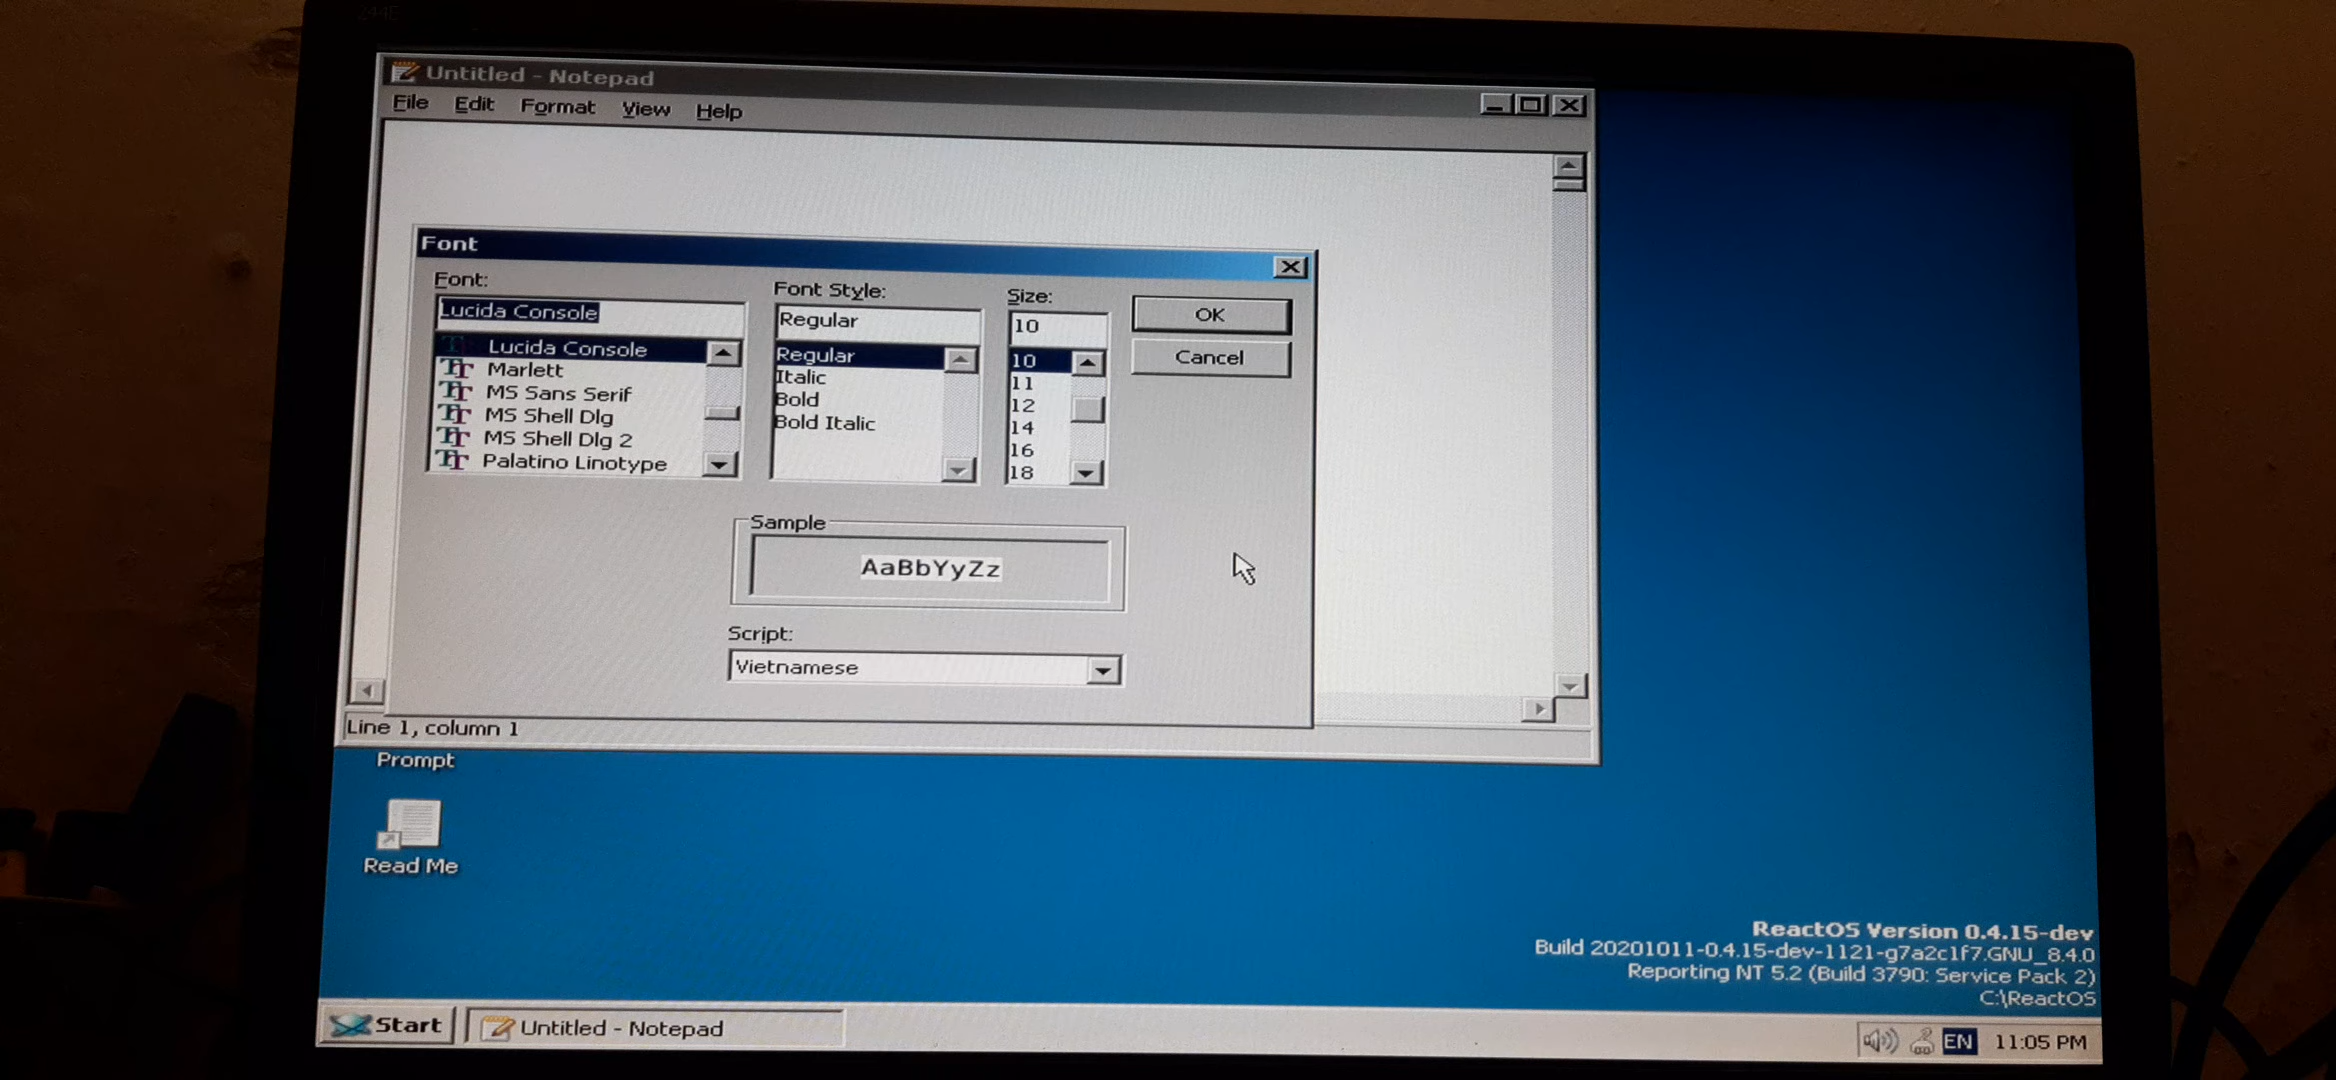 Untitled - Notepad
File Edit Format View Help
Font
Font:
Lucida Console
Lucida Console
Marlett
MS Sans Serif
MS Shell Dlg
MS Shell Dlg 2
Palatino Linotype
Font Style:
Regular
Regular
Italic
Bold
Bold Italic
Size:
10
10
11
12
14
16
18
OK
Cancel
Sample
AaBbYyZz
Script:
Vietnamese
Line 1, column 1
Prompt
Read Me
ReactOS Version 0.4.15-dev
Build 20201011-0.4.15-dev-1121-g7a2c1f7.GNU_8.4.0
Reporting NT 5.2 (Build 3790: Service Pack 2)
C:\ReactOS
Start Untitled - Notepad EN 11:05 PM